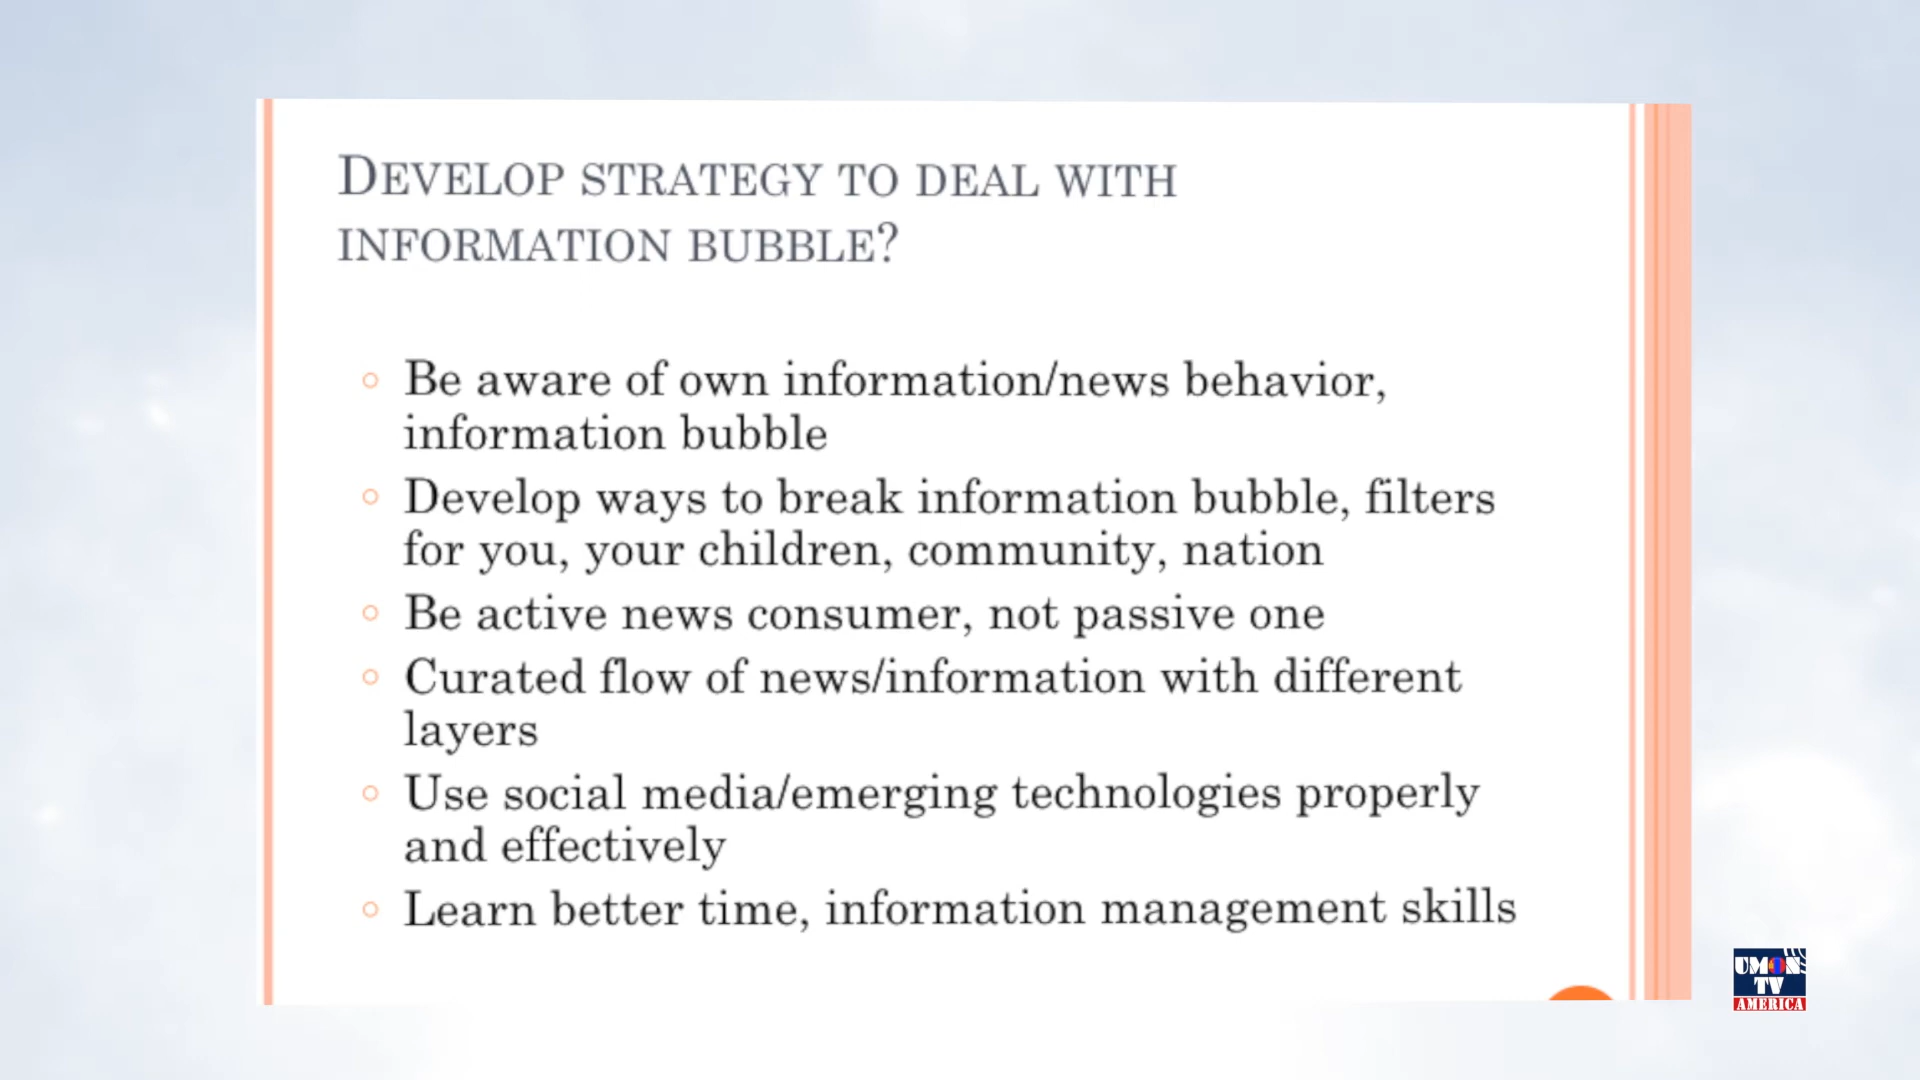 DEVELOP STRATEGY TO DEAL WITH
INFORMATION BUBBLE?
Be aware of own information/news behavior,
information bubble
Develop ways to break information bubble, filters
for you, your children, community, nation
Be active news consumer, not passive one
Curated flow of news/information with different
layers
Use social media/emerging technologies properly
and effectively
Learn better time, information management skills
UMON
TV
AMERICA